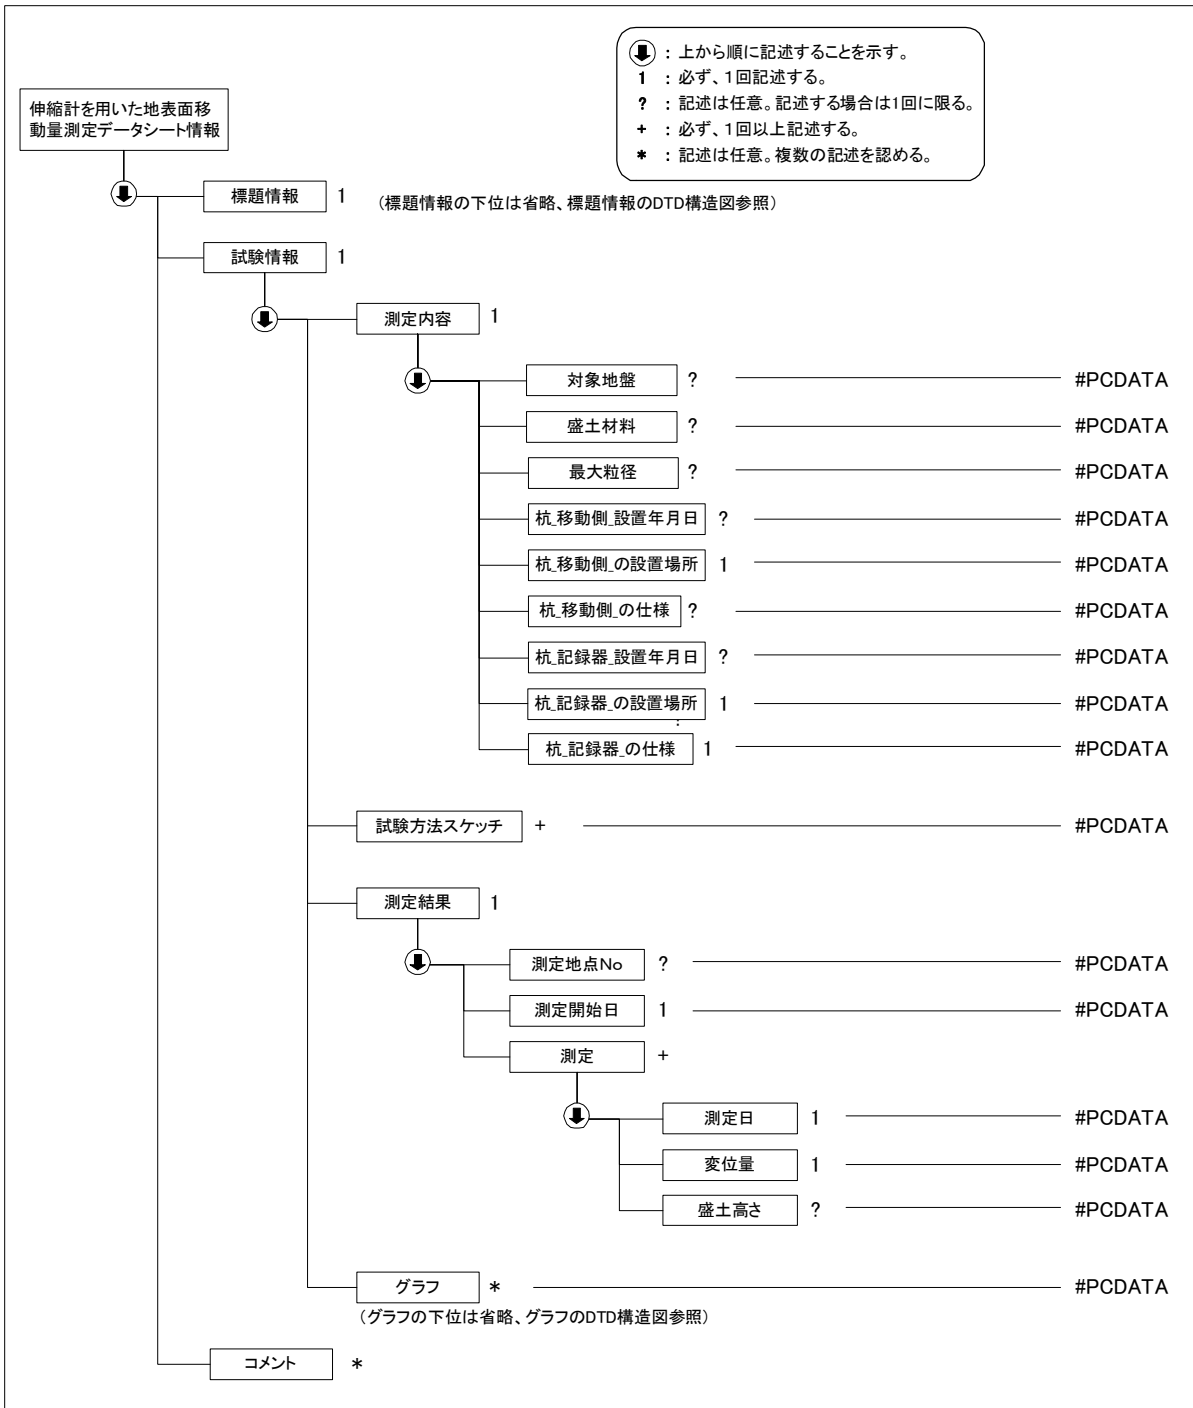 ⬇ : 上から順に記述することを示す。
1 : 必ず、1回記述する。
? : 記述は任意。記述する場合は1回に限る。
+ : 必ず、1回以上記述する。
* : 記述は任意。複数の記述を認める。
伸縮計を用いた地表面移
動量測定データシート情報
標題情報 1 (標題情報の下位は省略、標題情報のDTD構造図参照)
試験情報 1
測定内容 1
対象地盤 ? #PCDATA
盛土材料 ? #PCDATA
最大粒径 ? #PCDATA
杭_移動側_設置年月日 ? #PCDATA
杭_移動側_の設置場所 1 #PCDATA
杭_移動側_の仕様 ? #PCDATA
杭_記録器_設置年月日 ? #PCDATA
杭_記録器_の設置場所 1 #PCDATA
:
杭_記録器_の仕様 1 #PCDATA
試験方法スケッチ + #PCDATA
測定結果 1
測定地点No ? #PCDATA
測定開始日 1 #PCDATA
測定 +
測定日 1 #PCDATA
変位量 1 #PCDATA
盛土高さ ? #PCDATA
グラフ * #PCDATA
(グラフの下位は省略、グラフのDTD構造図参照)
コメント *